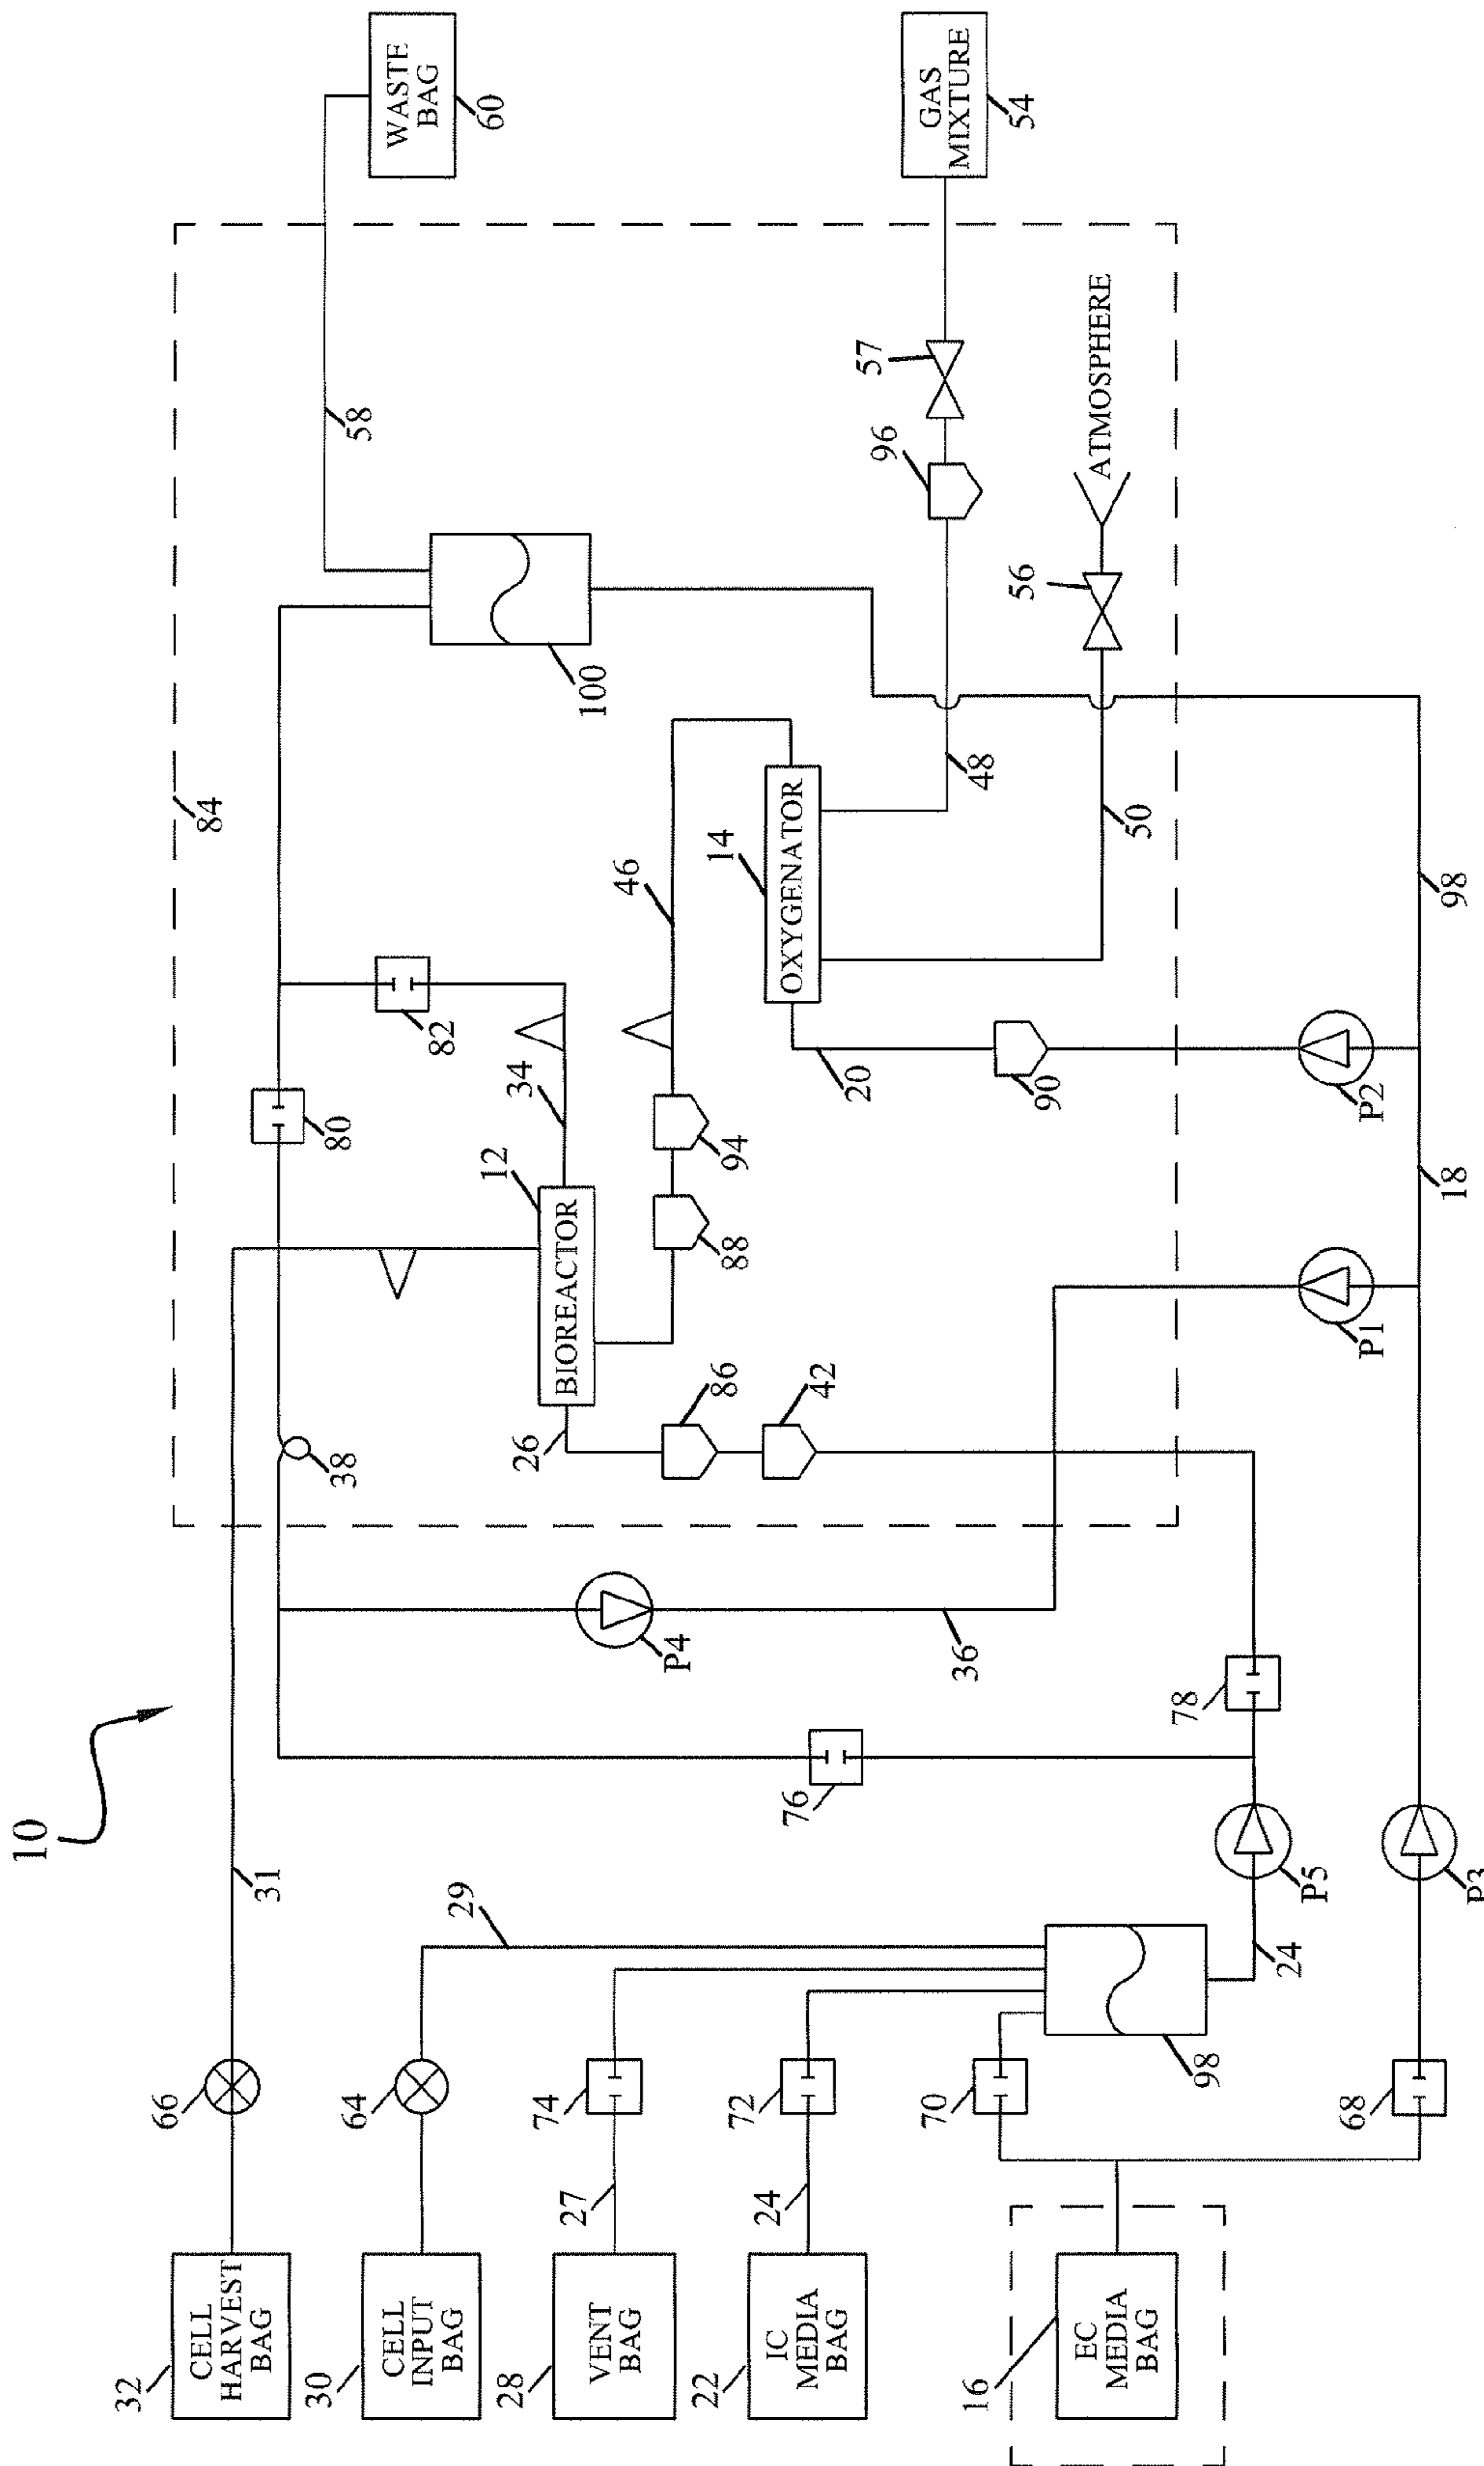 10
32
CELL
HARVEST
BAG
66
31
30
CELL
INPUT
BAG
64
29
28
VENT
BAG
27
74
22
IC
MEDIA
BAG
24
72
16
EC
MEDIA
BAG
70
68
98
24
P5
P3
76
78
P4
36
38
84
80
82
26
86
42
12
BIOREACTOR
34
88
94
46
14
OXYGENATOR
20
90
P1
P2
18
98
48
50
100
58
60
WASTE
BAG
96
57
54
GAS
MIXTURE
56
ATMOSPHERE